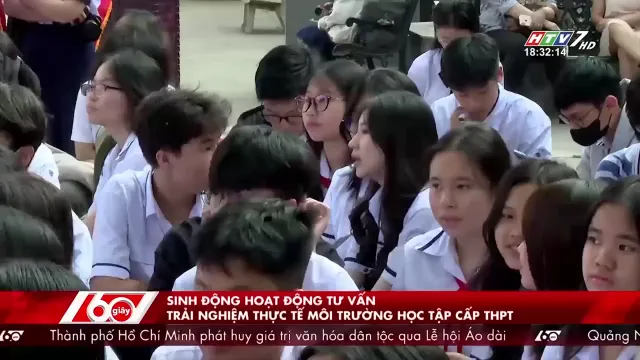 HTV7 HD
18:32:14
60 giây
SINH ĐỘNG HOẠT ĐỘNG TƯ VẤN
TRẢI NGHIỆM THỰC TẾ MÔI TRƯỜNG HỌC TẬP CẤP THPT
Thành phố Hồ Chí Minh phát huy giá trị văn hóa dân tộc qua Lễ hội Áo dài
Quảng N